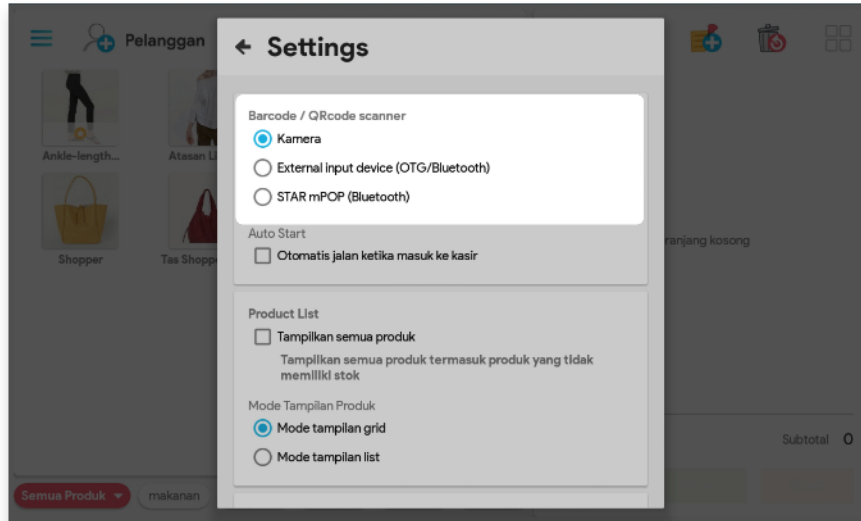 Pelanggan
Settings
Barcode / QRcode scanner
Kamera
External input device (OTG/Bluetooth)
STAR mPOP (Bluetooth)
Auto Start
Otomatis jalan ketika masuk ke kasir
Product List
Tampilkan semua produk
Tampilkan semua produk termasuk produk yang tidak
memiliki stok
Mode Tampilan Produk
Mode tampilan grid
Mode tampilan list
Ankle-length...
Atasan
Shopper
Tas Shopp
ranjang kosong
Subtotal 0
Semua Produk
makanan